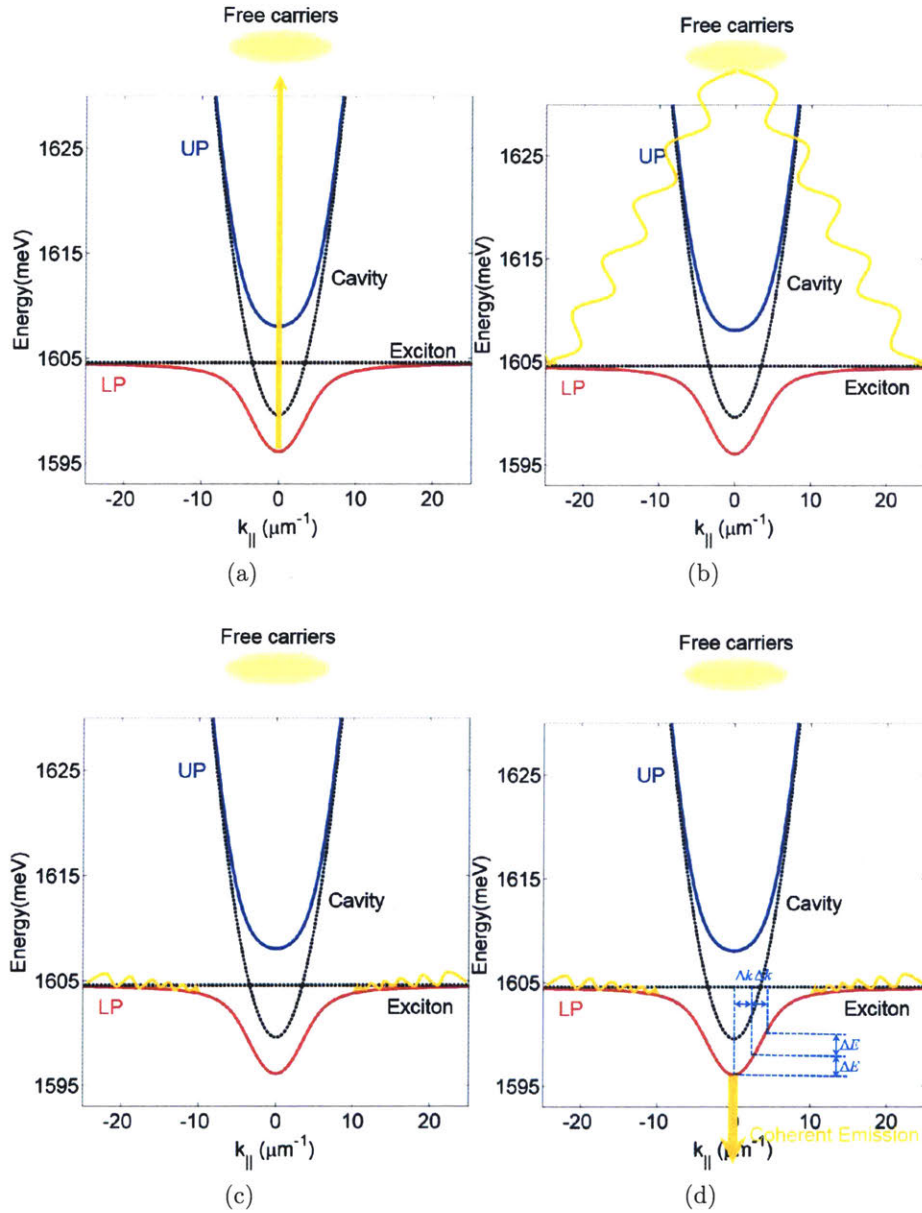 Free carriers
Energy(meV)
1625
1615
1605
1595
UP
Cavity
Exciton
LP
-20 -10 0 10 20
k|| (μm⁻¹)
(a)
Free carriers
Energy(meV)
1625
1615
1605
1595
UP
Cavity
LP
Exciton
-20 -10 0 10 20
k|| (μm⁻¹)
(b)
Free carriers
Energy(meV)
1625
1615
1605
1595
UP
Cavity
LP
Exciton
-20 -10 0 10 20
k|| (μm⁻¹)
(c)
Free carriers
Energy(meV)
1625
1615
1605
1595
UP
Cavity
Δk Δk
LP
Exciton
ΔE
ΔE
-20 -10 0 10 20
Coherent Emission
k|| (μm⁻¹)
(d)